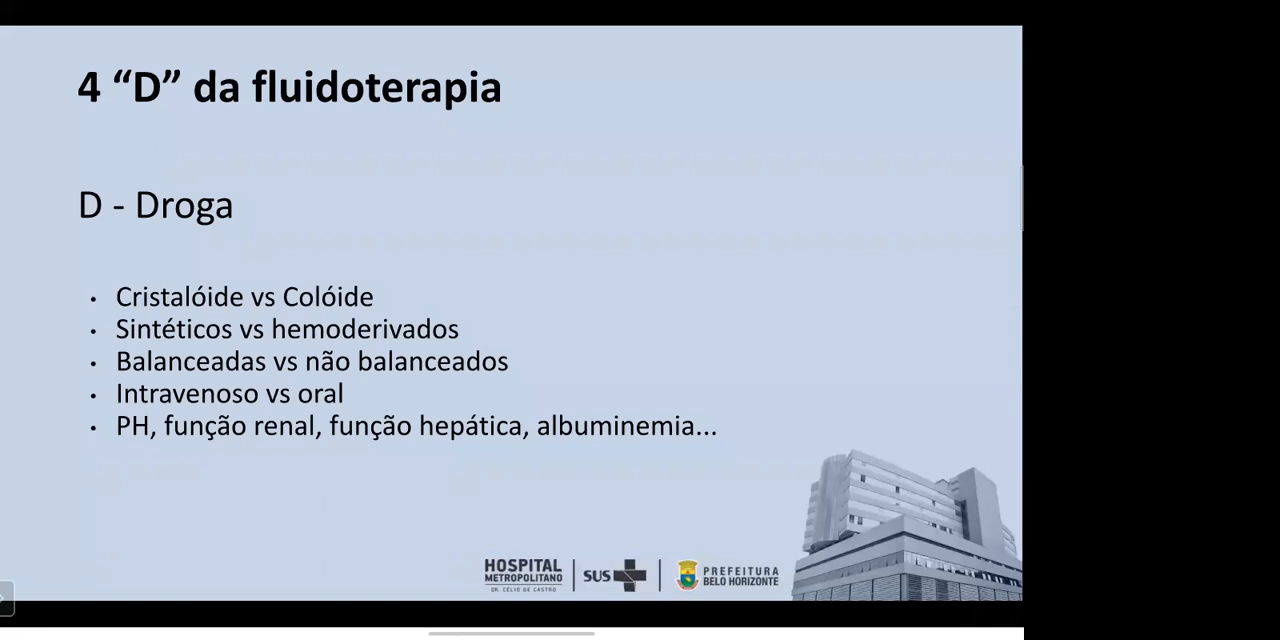 4 “D” da fluidoterapia
D - Droga
• Cristalóide vs Colóide
• Sintéticos vs hemoderivados
• Balanceadas vs não balanceados
• Intravenoso vs oral
• PH, função renal, função hepática, albuminemia...
HOSPITAL
METROPOLITANO
DR. CÉLIO DE CASTRO
SUS
PREFEITURA
BELO HORIZONTE